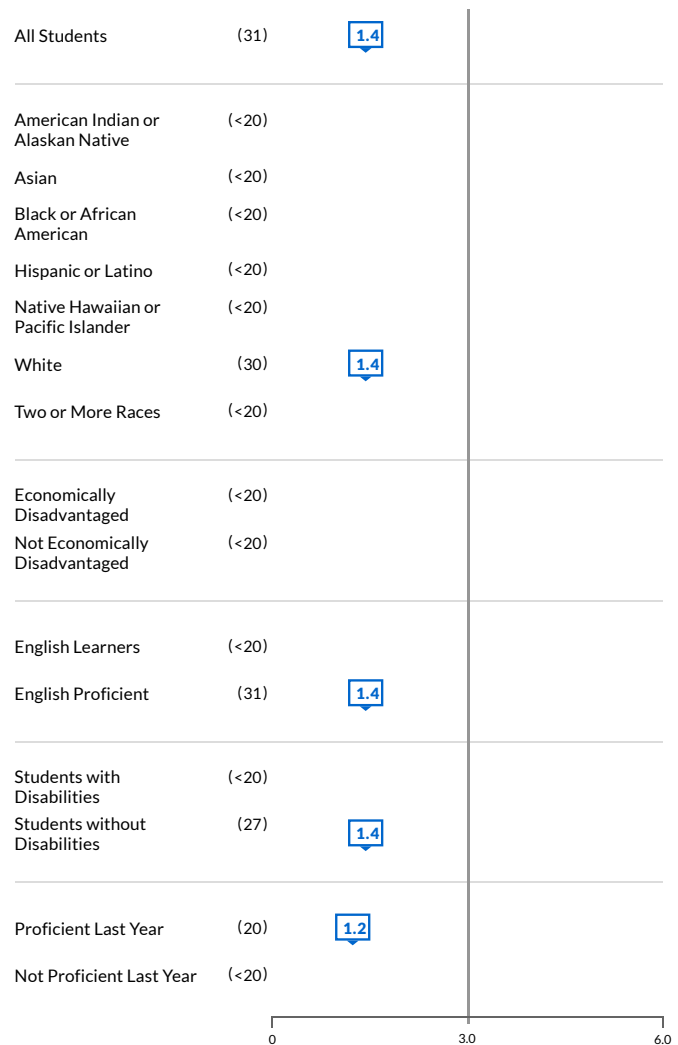 All Students (31) 1.4
American Indian or (<20)
Alaskan Native
Asian (<20)
Black or African (<20)
American
Hispanic or Latino (<20)
Native Hawaiian or (<20)
Pacific Islander
White (30) 1.4
Two or More Races (<20)
Economically (<20)
Disadvantaged
Not Economically (<20)
Disadvantaged
English Learners (<20)
English Proficient (31) 1.4
Students with (<20)
Disabilities
Students without (27) 1.4
Disabilities
Proficient Last Year (20) 1.2
Not Proficient Last Year (<20)
0 3.0 6.0